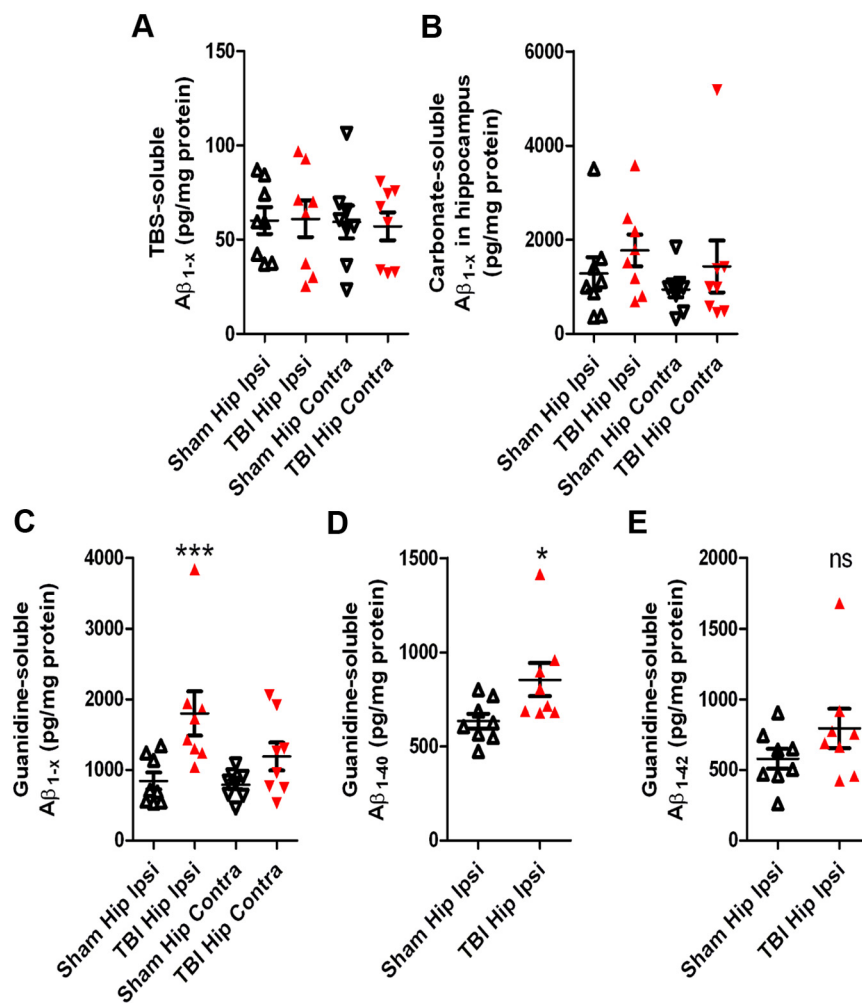 A
TBS-soluble
Aβ1-x (pg/mg protein)
150
100
50
0
Sham Hip Ipsi
TBI Hip Ipsi
Sham Hip Contra
TBI Hip Contra
B
Carbonate-soluble
Aβ1-x in hippocampus
(pg/mg protein)
6000
4000
2000
0
Sham Hip Ipsi
TBI Hip Ipsi
Sham Hip Contra
TBI Hip Contra
C
Guanidine-soluble
Aβ1-x (pg/mg protein)
4000
3000
2000
1000
0
***
Sham Hip Ipsi
TBI Hip Ipsi
Sham Hip Contra
TBI Hip Contra
D
Guanidine-soluble
Aβ1-40 (pg/mg protein)
1500
1000
500
0
*
Sham Hip Ipsi
TBI Hip Ipsi
E
Guanidine-soluble
Aβ1-42 (pg/mg protein)
2000
1500
1000
500
0
ns
Sham Hip Ipsi
TBI Hip Ipsi